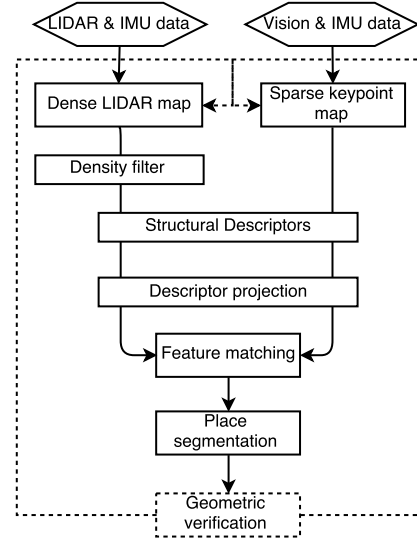 LIDAR & IMU data
Vision & IMU data
Dense LIDAR map
Sparse keypoint
map
Density filter
Structural Descriptors
Descriptor projection
Feature matching
Place
segmentation
Geometric
verification